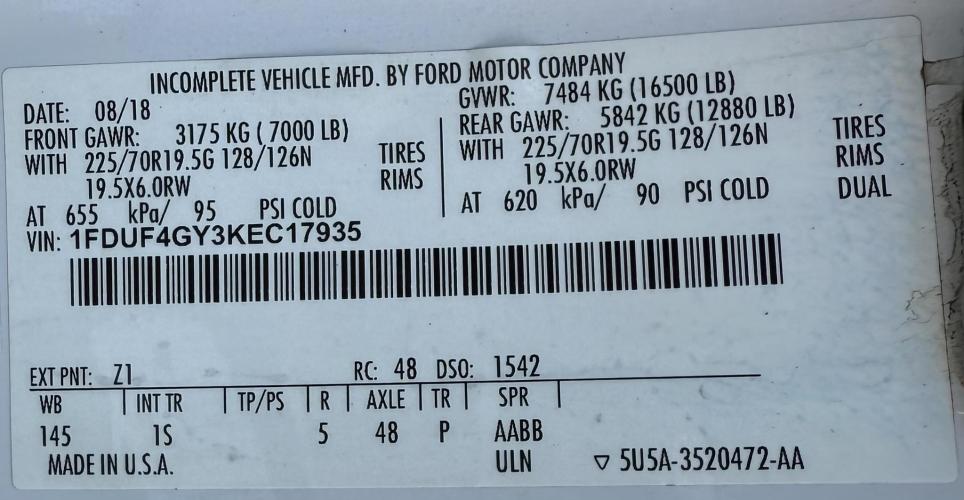 INCOMPLETE VEHICLE MFD. BY FORD MOTOR COMPANY
DATE: 08/18 GVWR: 7484 KG (16500 LB)
FRONT GAWR: 3175 KG ( 7000 LB) REAR GAWR: 5842 KG (12880 LB)
WITH 225/70R19.5G 128/126N TIRES WITH 225/70R19.5G 128/126N TIRES
19.5X6.0RW RIMS 19.5X6.0RW RIMS
AT 655 kPa/ 95 PSI COLD AT 620 kPa/ 90 PSI COLD DUAL
VIN: 1FDUF4GY3KEC17935
EXT PNT: Z1 RC: 48 DSO: 1542
WB INT TR TP/PS R AXLE TR SPR
145 1S 5 48 P AABB
MADE IN U.S.A. ULN ▽ 5U5A-3520472-AA